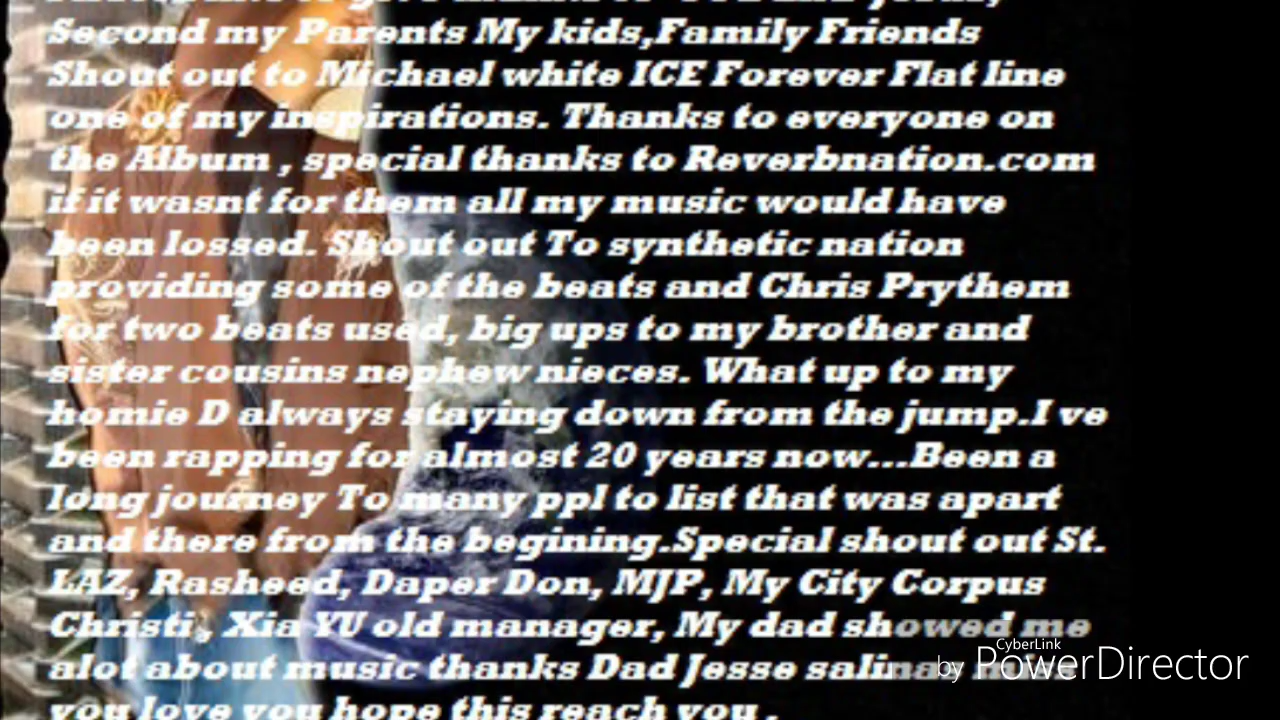 Second my Parents My kids,Family Friends
Shout out to Michael white ICE Forever Flat line
one of my inspirations. Thanks to everyone on
the Album , special thanks to Reverbnation.com
if it wasnt for them all my music would have
been lossed. Shout out To synthetic nation
providing some of the beats and Chris Prythem
for two beats used, big ups to my brother and
sister cousins nephew nieces. What up to my
homie D always staying down from the jump.I ve
been rapping for almost 20 years now...Been a
long journey To many ppl to list that was apart
and there from the begining.Special shout out St.
LAZ, Rasheed, Daper Don, MJP, My City Corpus
Christi, Xia YU old manager, My dad showed me
alot about music thanks Dad Jesse salinas
you love you hope this reach you .
CyberLink
by PowerDirector